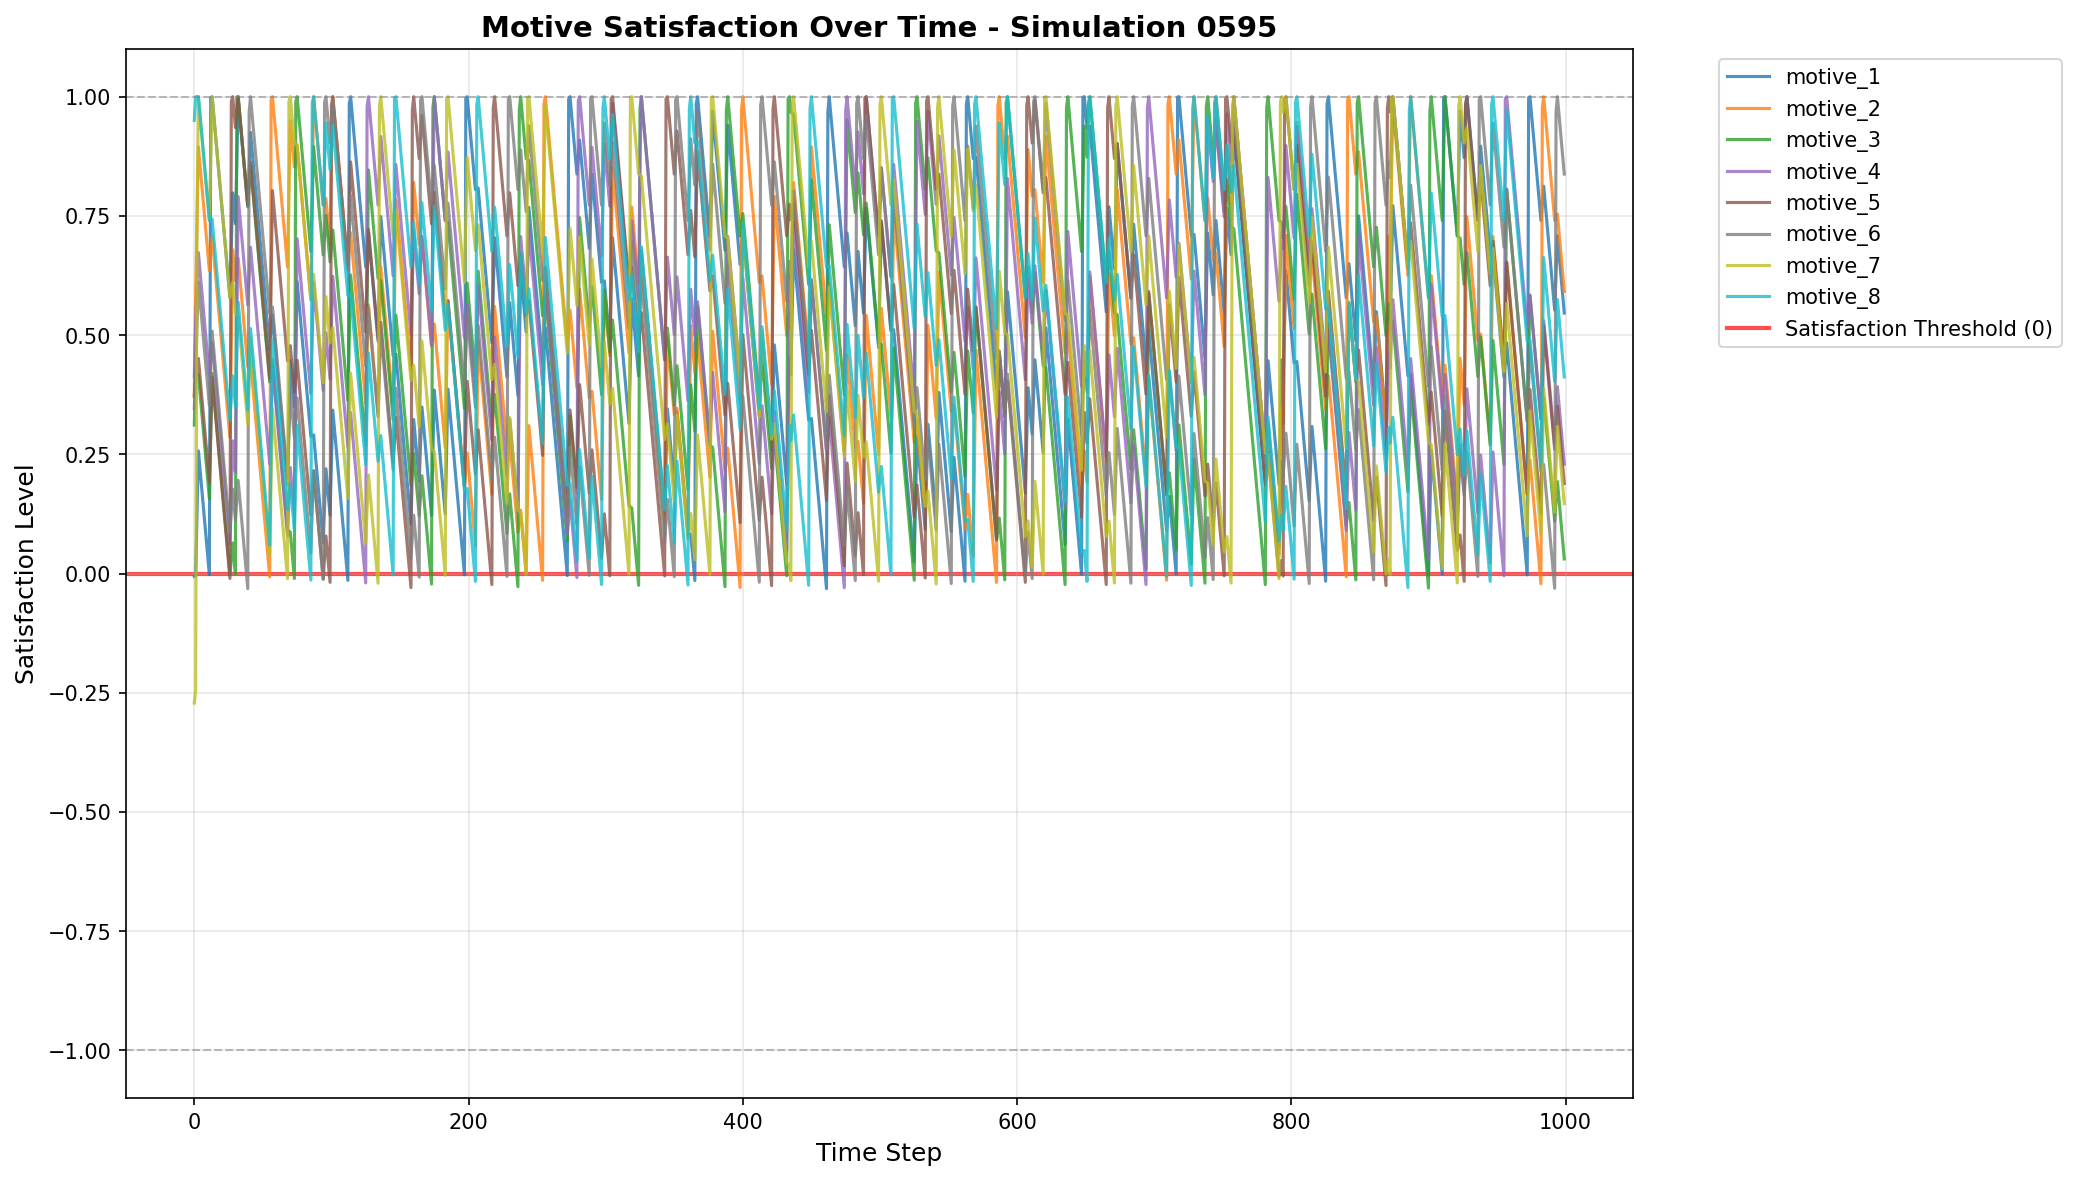 Motive Satisfaction Over Time - Simulation 0595
Satisfaction Level
1.00
0.75
0.50
0.25
0.00
−0.25
−0.50
−0.75
−1.00
0
200
400
600
800
1000
Time Step
motive_1
motive_2
motive_3
motive_4
motive_5
motive_6
motive_7
motive_8
Satisfaction Threshold (0)